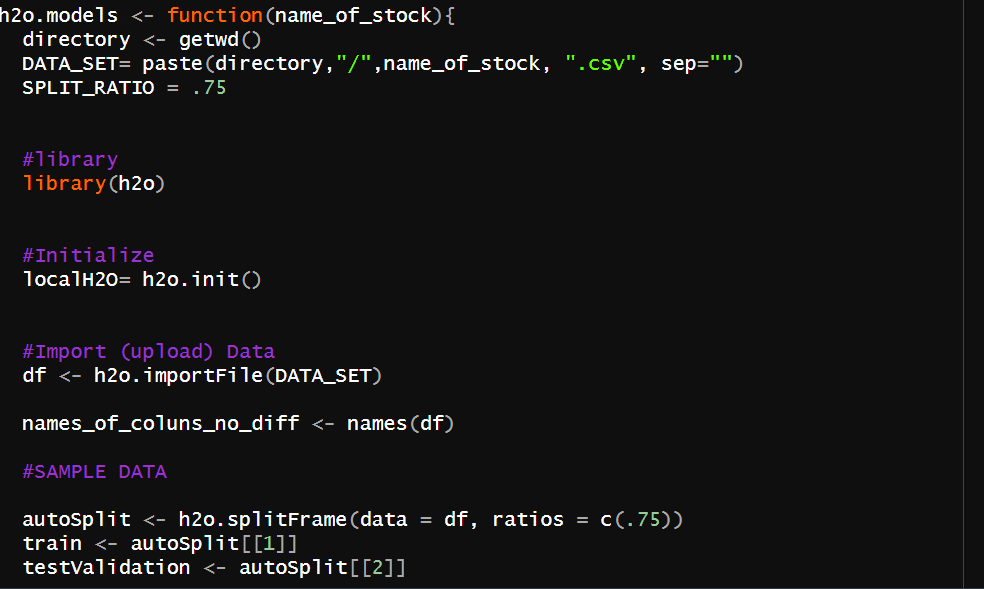 h2o.models <- function(name_of_stock){
directory <- getwd()
DATA_SET= paste(directory,"/",name_of_stock, ".csv", sep="")
SPLIT_RATIO = .75
#library
library(h2o)
#Initialize
localH2O= h2o.init()
#Import (upload) Data
df <- h2o.importFile(DATA_SET)
names_of_coluns_no_diff <- names(df)
#SAMPLE DATA
autoSplit <- h2o.splitFrame(data = df, ratios = c(.75))
train <- autoSplit[[1]]
testValidation <- autoSplit[[2]]